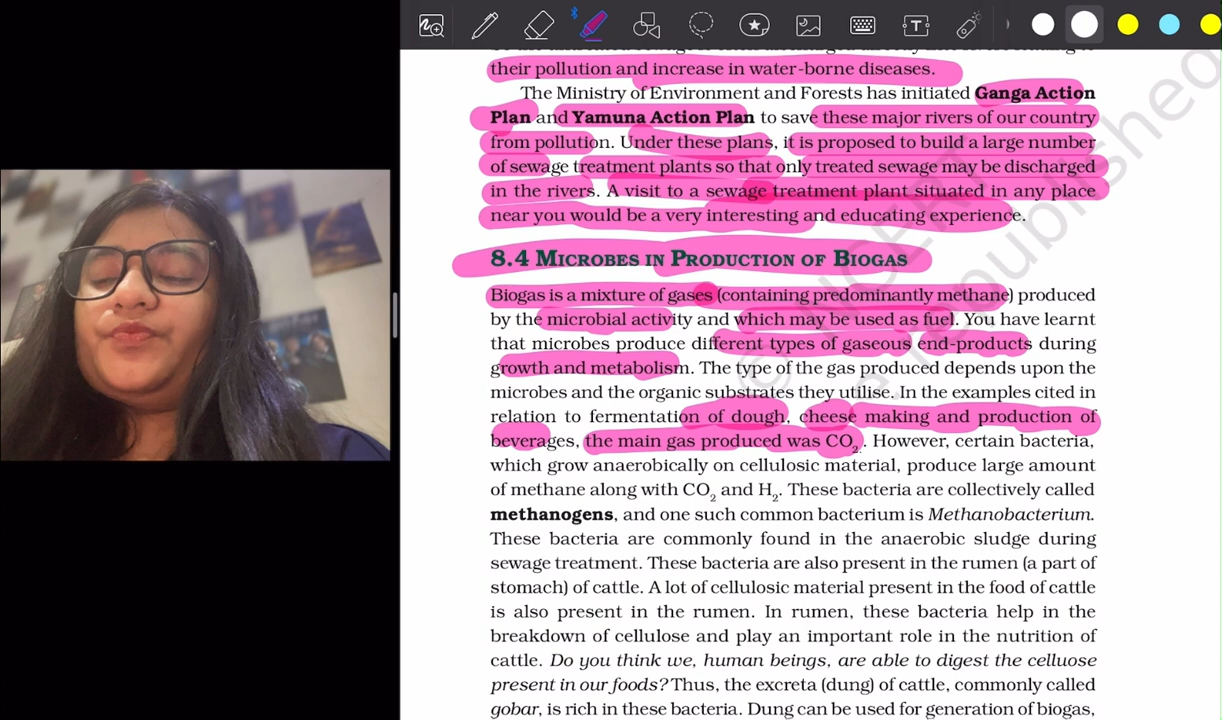 their pollution and increase in water-borne diseases.
The Ministry of Environment and Forests has initiated Ganga Action
Plan and Yamuna Action Plan to save these major rivers of our country
from pollution. Under these plans, it is proposed to build a large number
of sewage treatment plants so that only treated sewage may be discharged
in the rivers. A visit to a sewage treatment plant situated in any place
near you would be a very interesting and educating experience.
8.4 MICROBES IN PRODUCTION OF BIOGAS
Biogas is a mixture of gases (containing predominantly methane) produced
by the microbial activity and which may be used as fuel. You have learnt
that microbes produce different types of gaseous end-products during
growth and metabolism. The type of the gas produced depends upon the
microbes and the organic substrates they utilise. In the examples cited in
relation to fermentation of dough, cheese making and production of
beverages, the main gas produced was CO₂. However, certain bacteria,
which grow anaerobically on cellulosic material, produce large amount
of methane along with CO₂ and H₂. These bacteria are collectively called
methanogens, and one such common bacterium is Methanobacterium.
These bacteria are commonly found in the anaerobic sludge during
sewage treatment. These bacteria are also present in the rumen (a part of
stomach) of cattle. A lot of cellulosic material present in the food of cattle
is also present in the rumen. In rumen, these bacteria help in the
breakdown of cellulose and play an important role in the nutrition of
cattle. Do you think we, human beings, are able to digest the celluose
present in our foods? Thus, the excreta (dung) of cattle, commonly called
gobar, is rich in these bacteria. Dung can be used for generation of biogas,